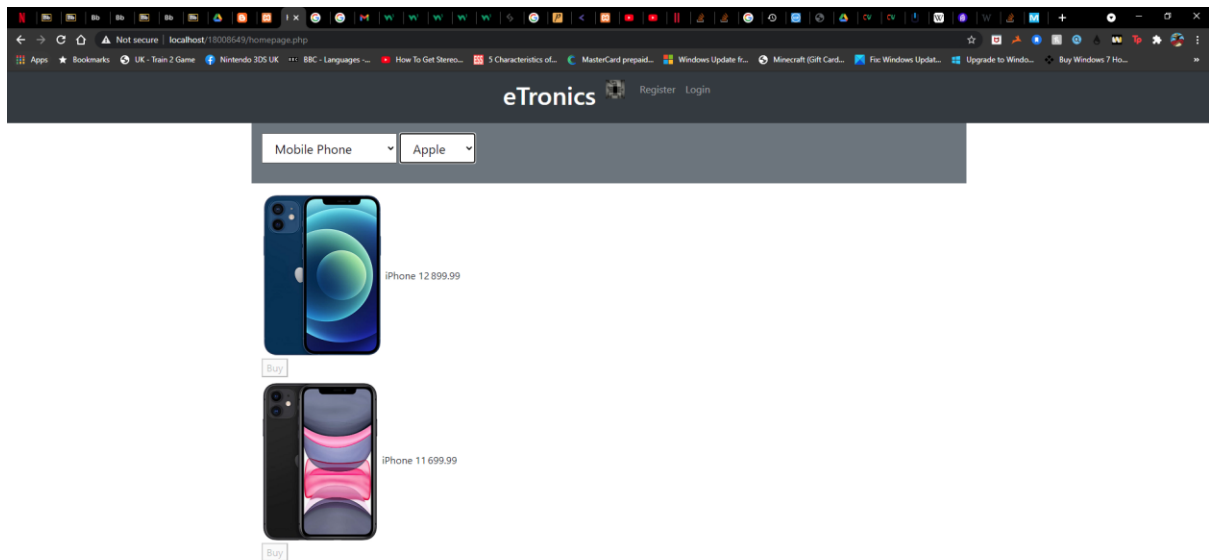 Not secure | localhost/18008649/homepage.php
Apps Bookmarks UK - Train 2 Game Nintendo 3DS UK BBC - Languages -... How To Get Stereo... 5 Characteristics of... MasterCard prepaid... Windows Update fr... Minecraft (Gift Card... Fix: Windows Updat... Upgrade to Windo... Buy Windows 7 Ho... »
eTronics Register Login
Mobile Phone Apple
iPhone 12 899.99
Buy
iPhone 11 699.99
Buy